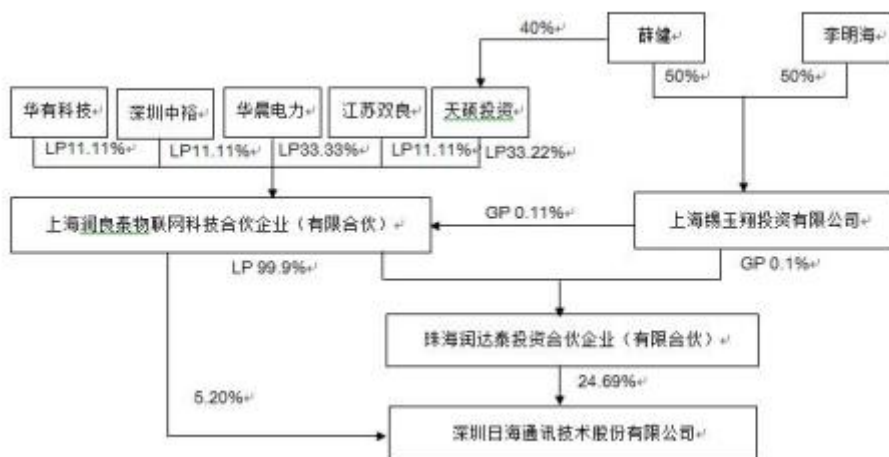 40%
薛健
李明海
50%
50%
华有科技
深圳中裕
华晨电力
江苏双良
天硕投资
LP11.11%
LP11.11%
LP33.33%
LP11.11%
LP33.22%
上海润良泰物联网科技合伙企业（有限合伙）
GP 0.11%
上海锡玉翔投资有限公司
LP 99.9%
GP 0.1%
珠海润达泰投资合伙企业（有限合伙）
24.69%
5.20%
深圳日海通讯技术股份有限公司